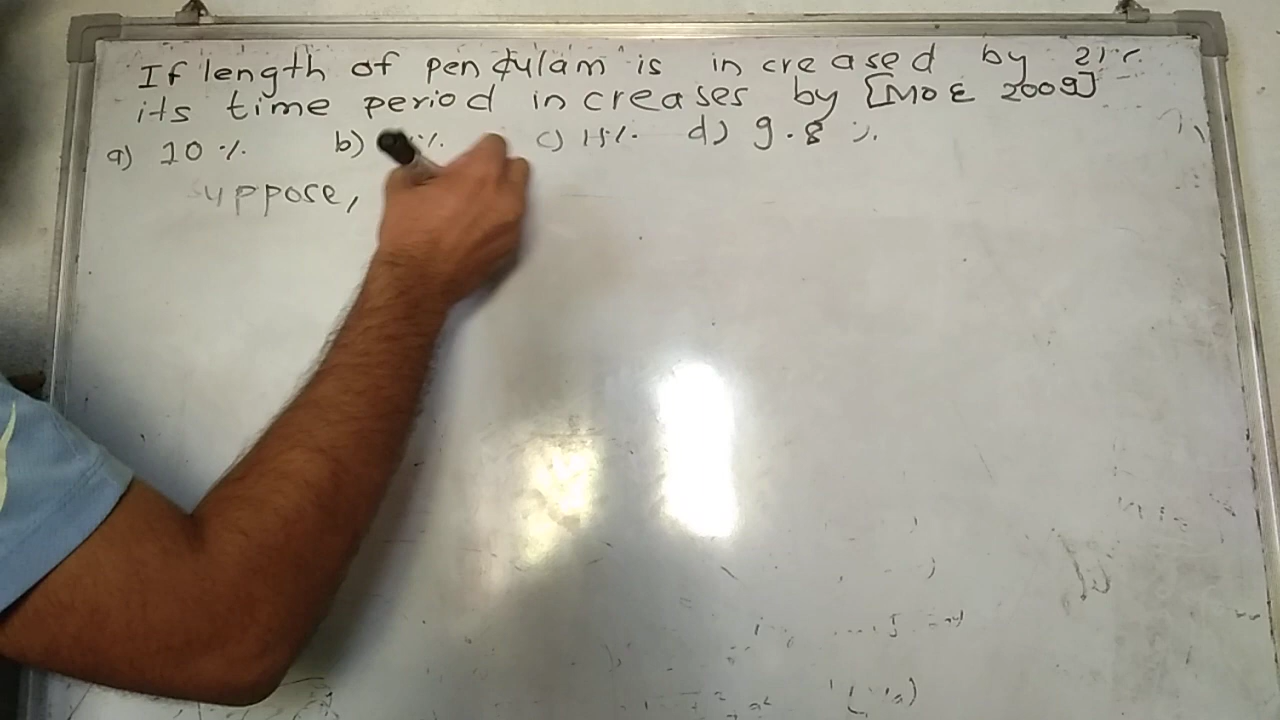 If length of pendulam is increased by 21%
its time period increases by [MOE 2009]
a) 10 % b) %. c) 15%. d) 9.8 %.
Suppose,